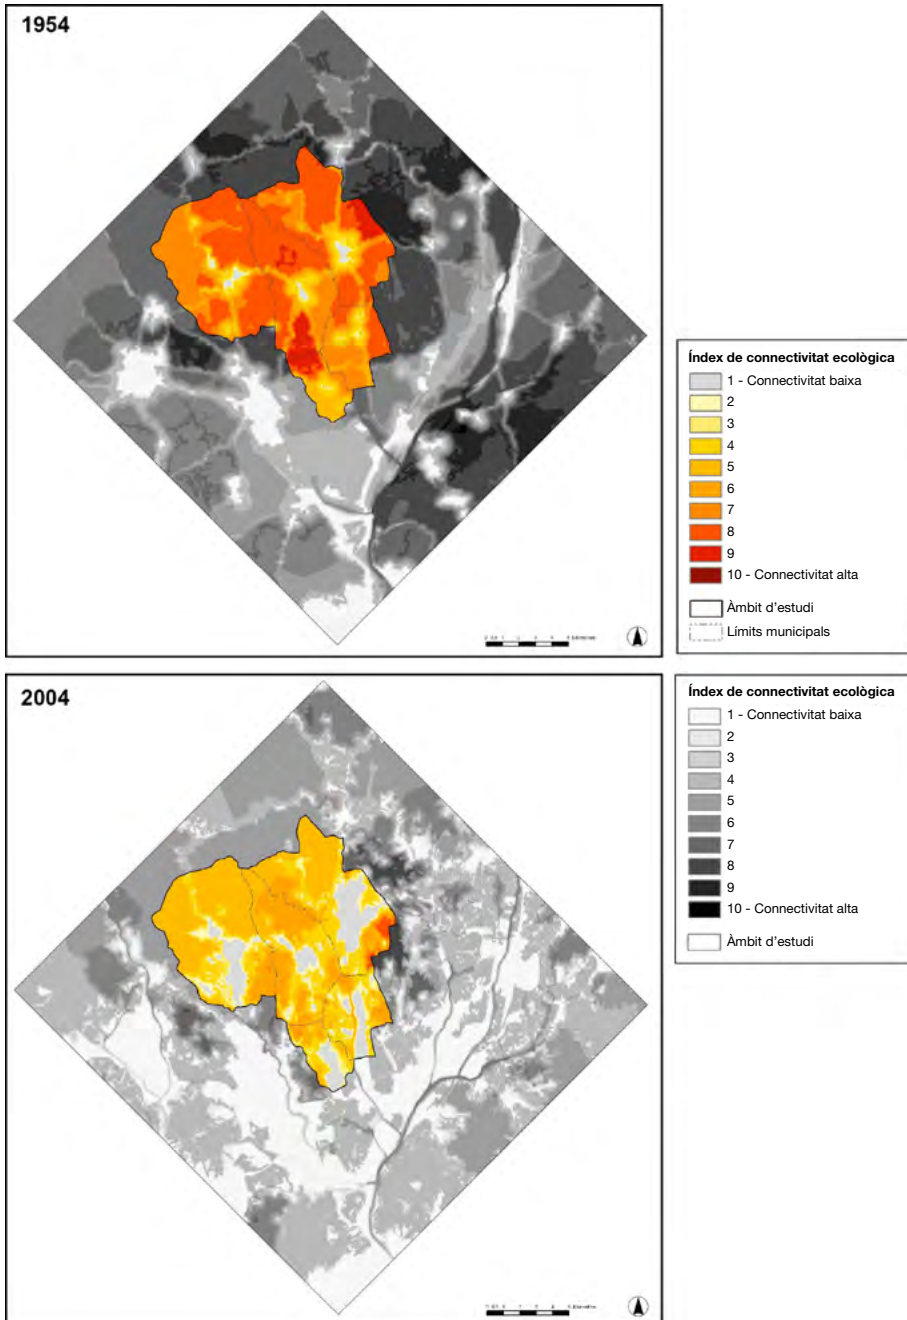 1954
Índex de connectivitat ecològica
1 - Connectivitat baixa
2
3
4
5
6
7
8
9
10 - Connectivitat alta
Àmbit d'estudi
Límits municipals
2004
Índex de connectivitat ecològica
1 - Connectivitat baixa
2
3
4
5
6
7
8
9
10 - Connectivitat alta
Àmbit d'estudi